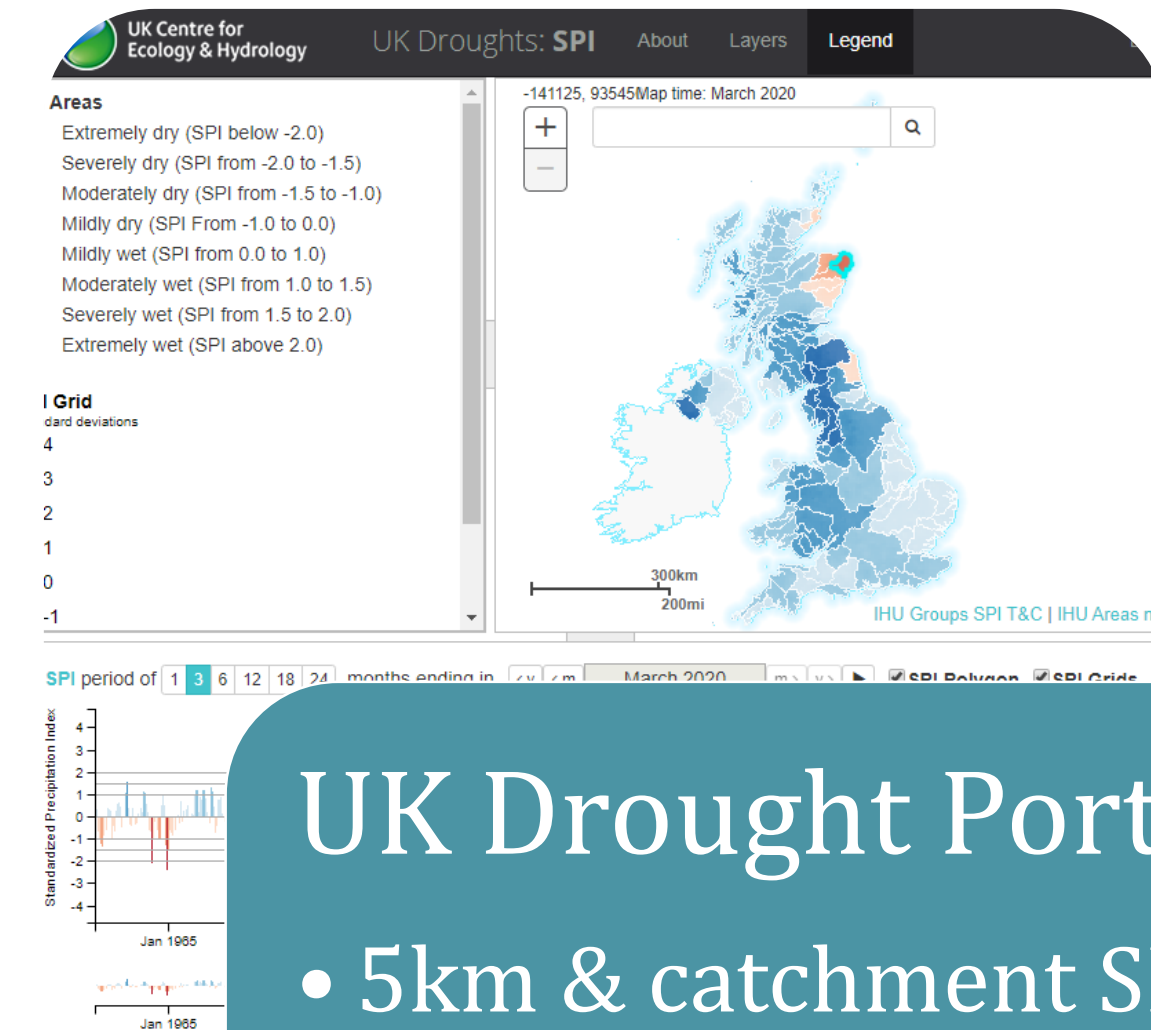 UK Centre for
Ecology & Hydrology
UK Droughts: SPI About Layers Legend
Areas
Extremely dry (SPI below -2.0)
Severely dry (SPI from -2.0 to -1.5)
Moderately dry (SPI from -1.5 to -1.0)
Mildly dry (SPI From -1.0 to 0.0)
Mildly wet (SPI from 0.0 to 1.0)
Moderately wet (SPI from 1.0 to 1.5)
Severely wet (SPI from 1.5 to 2.0)
Extremely wet (SPI above 2.0)
l Grid
dard deviations
4
3
2
1
0
-1
-141125, 93545Map time: March 2020
+
−
300km
200mi
IHU Groups SPI T&C | IHU Areas
SPI period of 1 3 6 12 18 24 months ending in < y < m March 2020 m > y > SPI Polygon SPI Grids
Standardized Precipitation Index
4
3
2
1
0
-1
-2
-3
-4
Jan 1965
Jan 1965
UK Drought Port
• 5km & catchment S